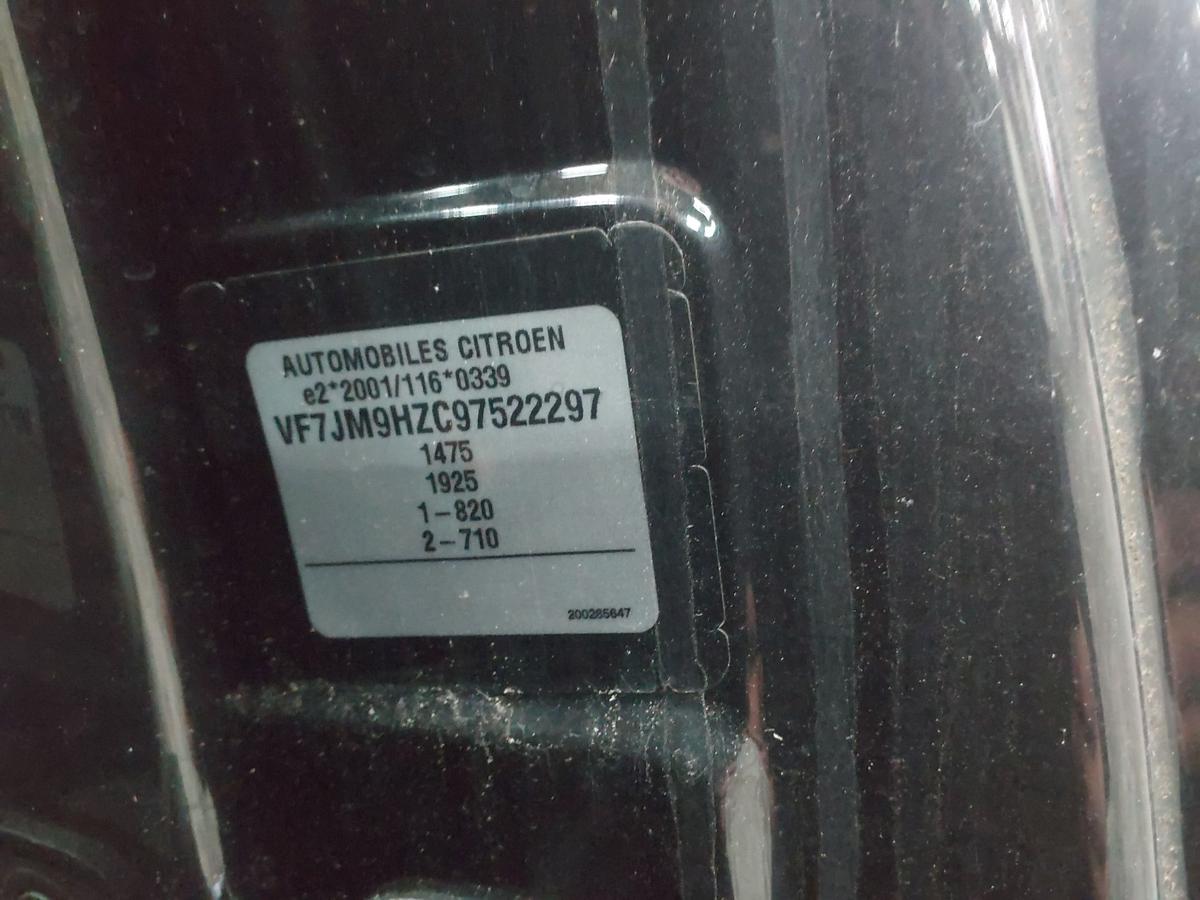 AUTOMOBILES CITROEN
e2*2001/116*0339
VF7JM9HZC97522297
1475
1925
1-820
2-710
200285647